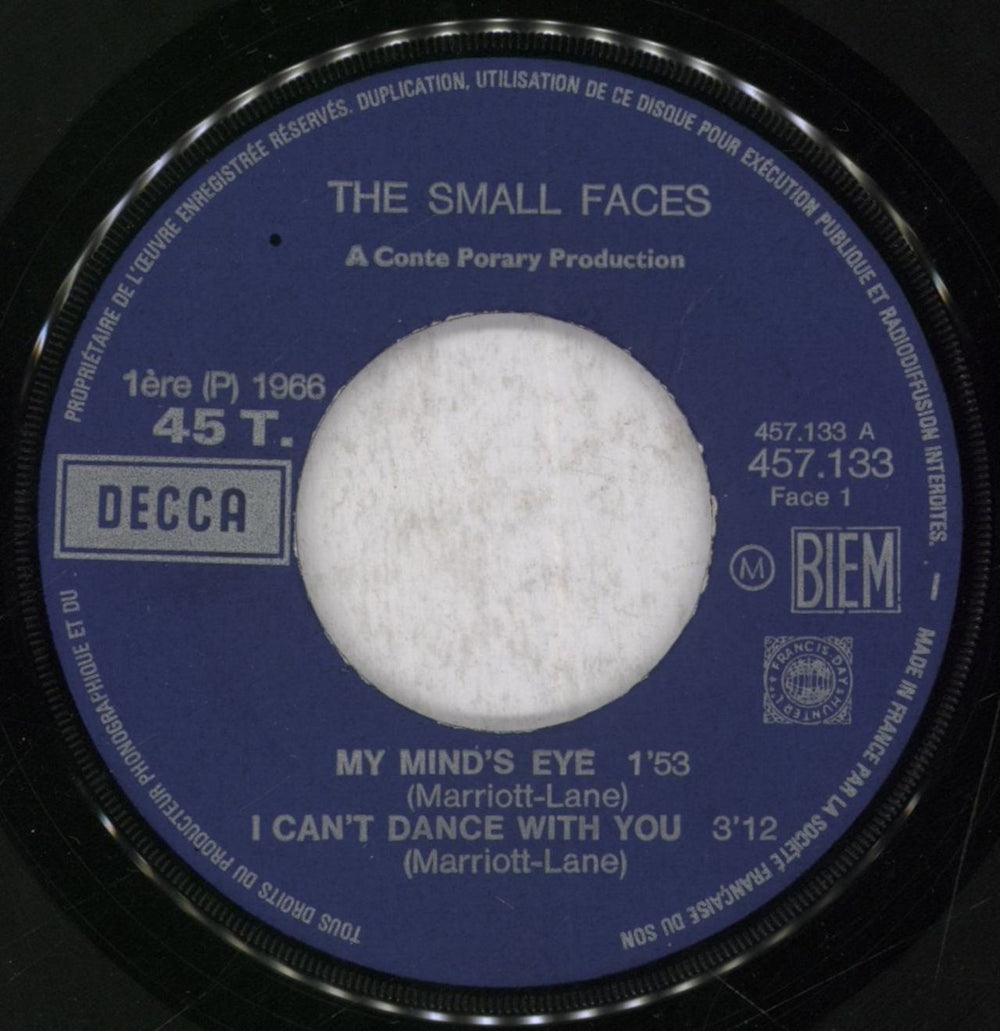 TOUS DROITS DU PRODUCTEUR PHONOGRAPHIQUE ET DU PROPRIÉTAIRE DE L'ŒUVRE ENREGISTRÉE RÉSERVÉS. DUPLICATION, UTILISATION DE CE DISQUE POUR EXÉCUTION PUBLIQUE ET RADIODIFFUSION INTERDITES. — MADE IN FRANCE PAR LA SOCIÉTÉ FRANÇAISE DU SON
THE SMALL FACES
A Conte Porary Production
1ère (P) 1966
45 T.
DECCA
457.133 A
457.133
Face 1
M BIEM
FRANCIS DAY & HUNTER LTD
MY MIND'S EYE 1'53
(Marriott-Lane)
I CAN'T DANCE WITH YOU 3'12
(Marriott-Lane)